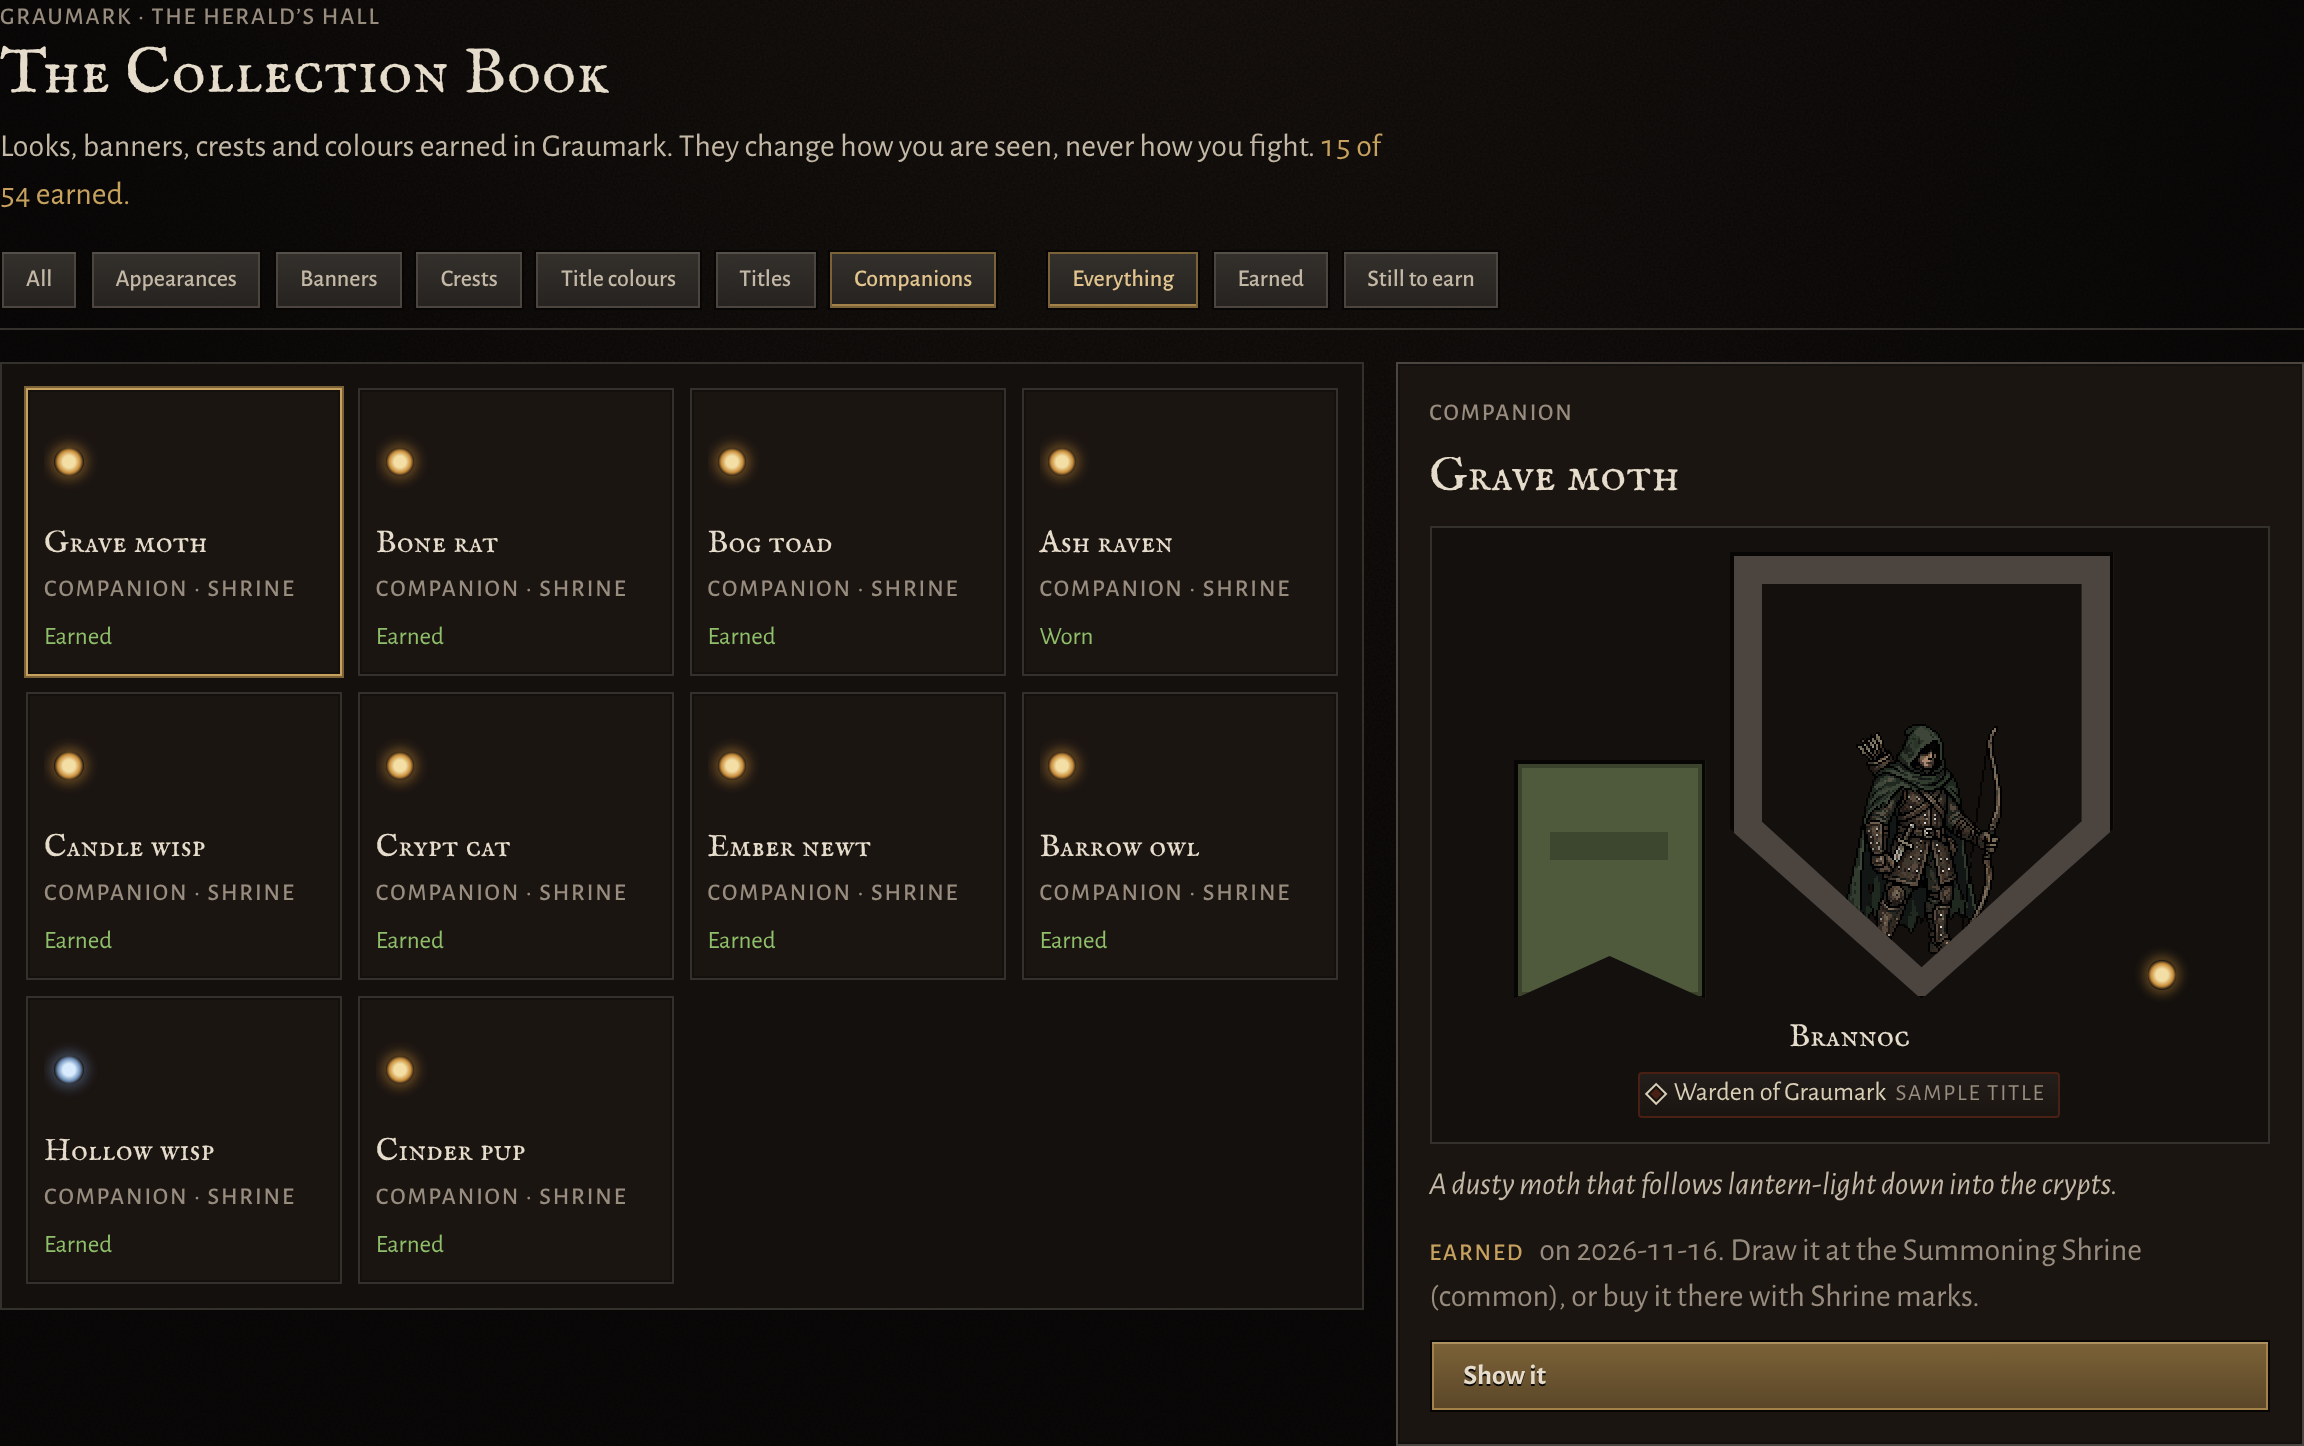 GRAUMARK · THE HERALD’S HALL
The Collection Book
Looks, banners, crests and colours earned in Graumark. They change how you are seen, never how you fight. 15 of
54 earned.
All Appearances Banners Crests Title colours Titles Companions Everything Earned Still to earn
Grave moth
COMPANION · SHRINE
Earned
Bone rat
COMPANION · SHRINE
Earned
Bog toad
COMPANION · SHRINE
Earned
Ash raven
COMPANION · SHRINE
Worn
Candle wisp
COMPANION · SHRINE
Earned
Crypt cat
COMPANION · SHRINE
Earned
Ember newt
COMPANION · SHRINE
Earned
Barrow owl
COMPANION · SHRINE
Earned
Hollow wisp
COMPANION · SHRINE
Earned
Cinder pup
COMPANION · SHRINE
Earned
COMPANION
Grave moth
Brannoc
Warden of Graumark SAMPLE TITLE
A dusty moth that follows lantern-light down into the crypts.
EARNED on 2026-11-16. Draw it at the Summoning Shrine
(common), or buy it there with Shrine marks.
Show it